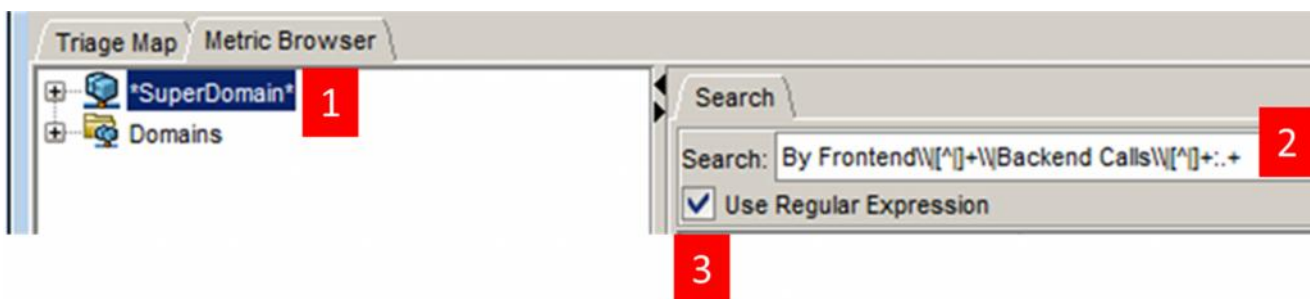 Triage Map Metric Browser
*SuperDomain* 1
Domains
Search
Search: By Frontend\\|[^|]+\\|Backend Calls\\|[^|]+:.+ 2
Use Regular Expression
3